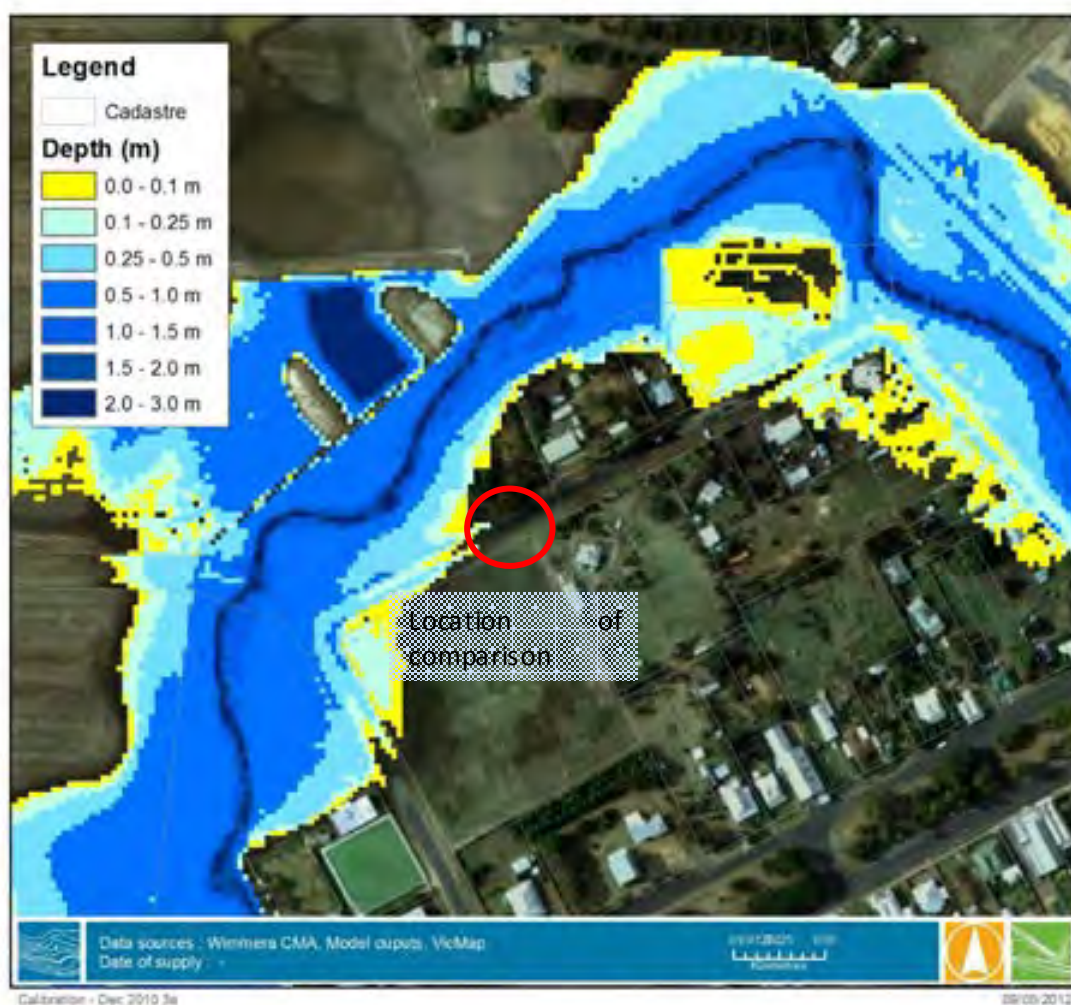 Legend
Cadastre
Depth (m)
0.0 - 0.1 m
0.1 - 0.25 m
0.25 - 0.5 m
0.5 - 1.0 m
1.0 - 1.5 m
1.5 - 2.0 m
2.0 - 3.0 m
Location of
comparison
Data sources : Wimmera CMA, Model ouputs, VicMap
Date of supply : -
Kilometres
Calibration - Dec 2010 3a